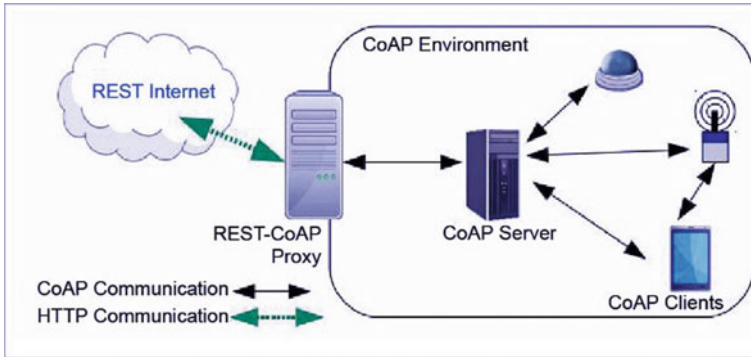 CoAP Environment
REST Internet
REST-CoAP
Proxy
CoAP Server
CoAP Clients
CoAP Communication
HTTP Communication